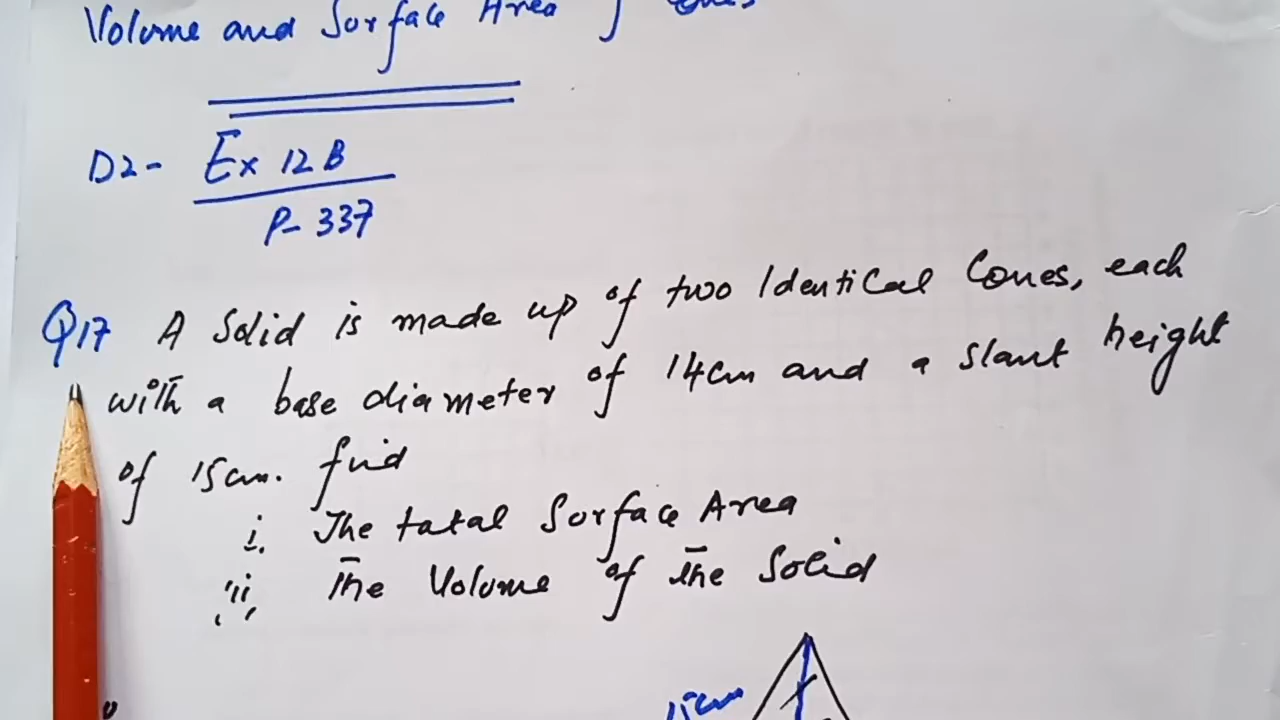 Volume and Surface Area of Cones
D2- Ex 12B
P- 337
Q17 A Solid is made up of two Identical Cones, each
with a base diameter of 14cm and a slant height
of 15cm. find
i. The total Surface Area
ii The Volume of the Solid
15cm